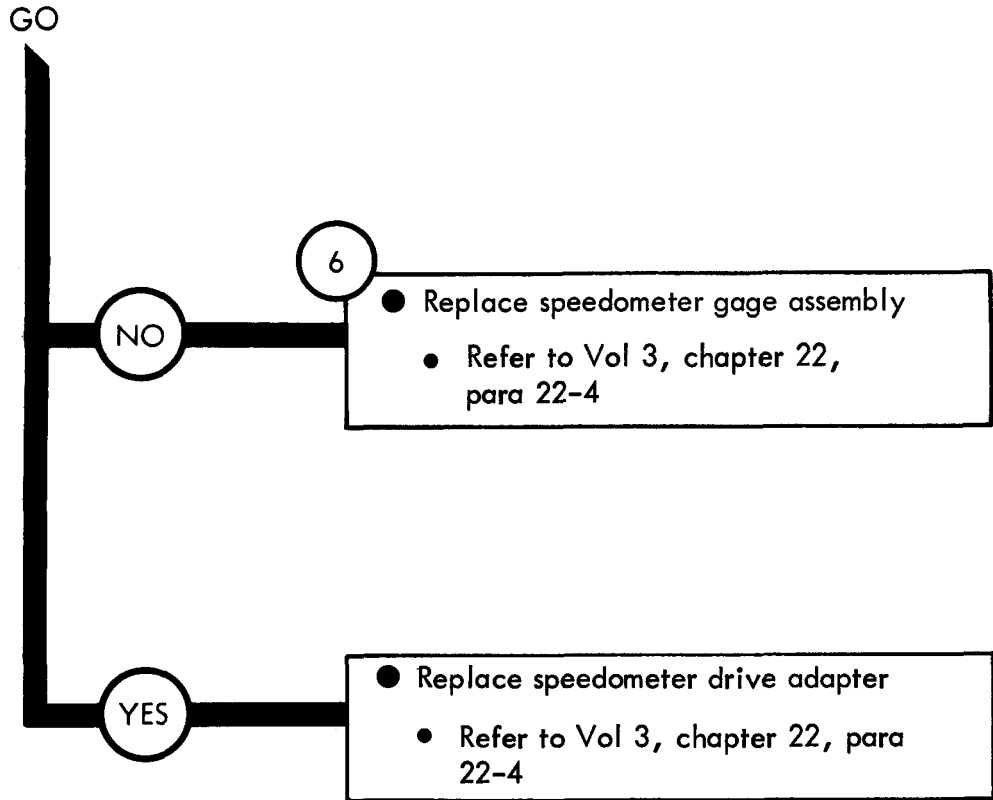 GO
6
NO
● Replace speedometer gage assembly
● Refer to Vol 3, chapter 22,
para 22-4
YES
● Replace speedometer drive adapter
● Refer to Vol 3, chapter 22, para
22-4